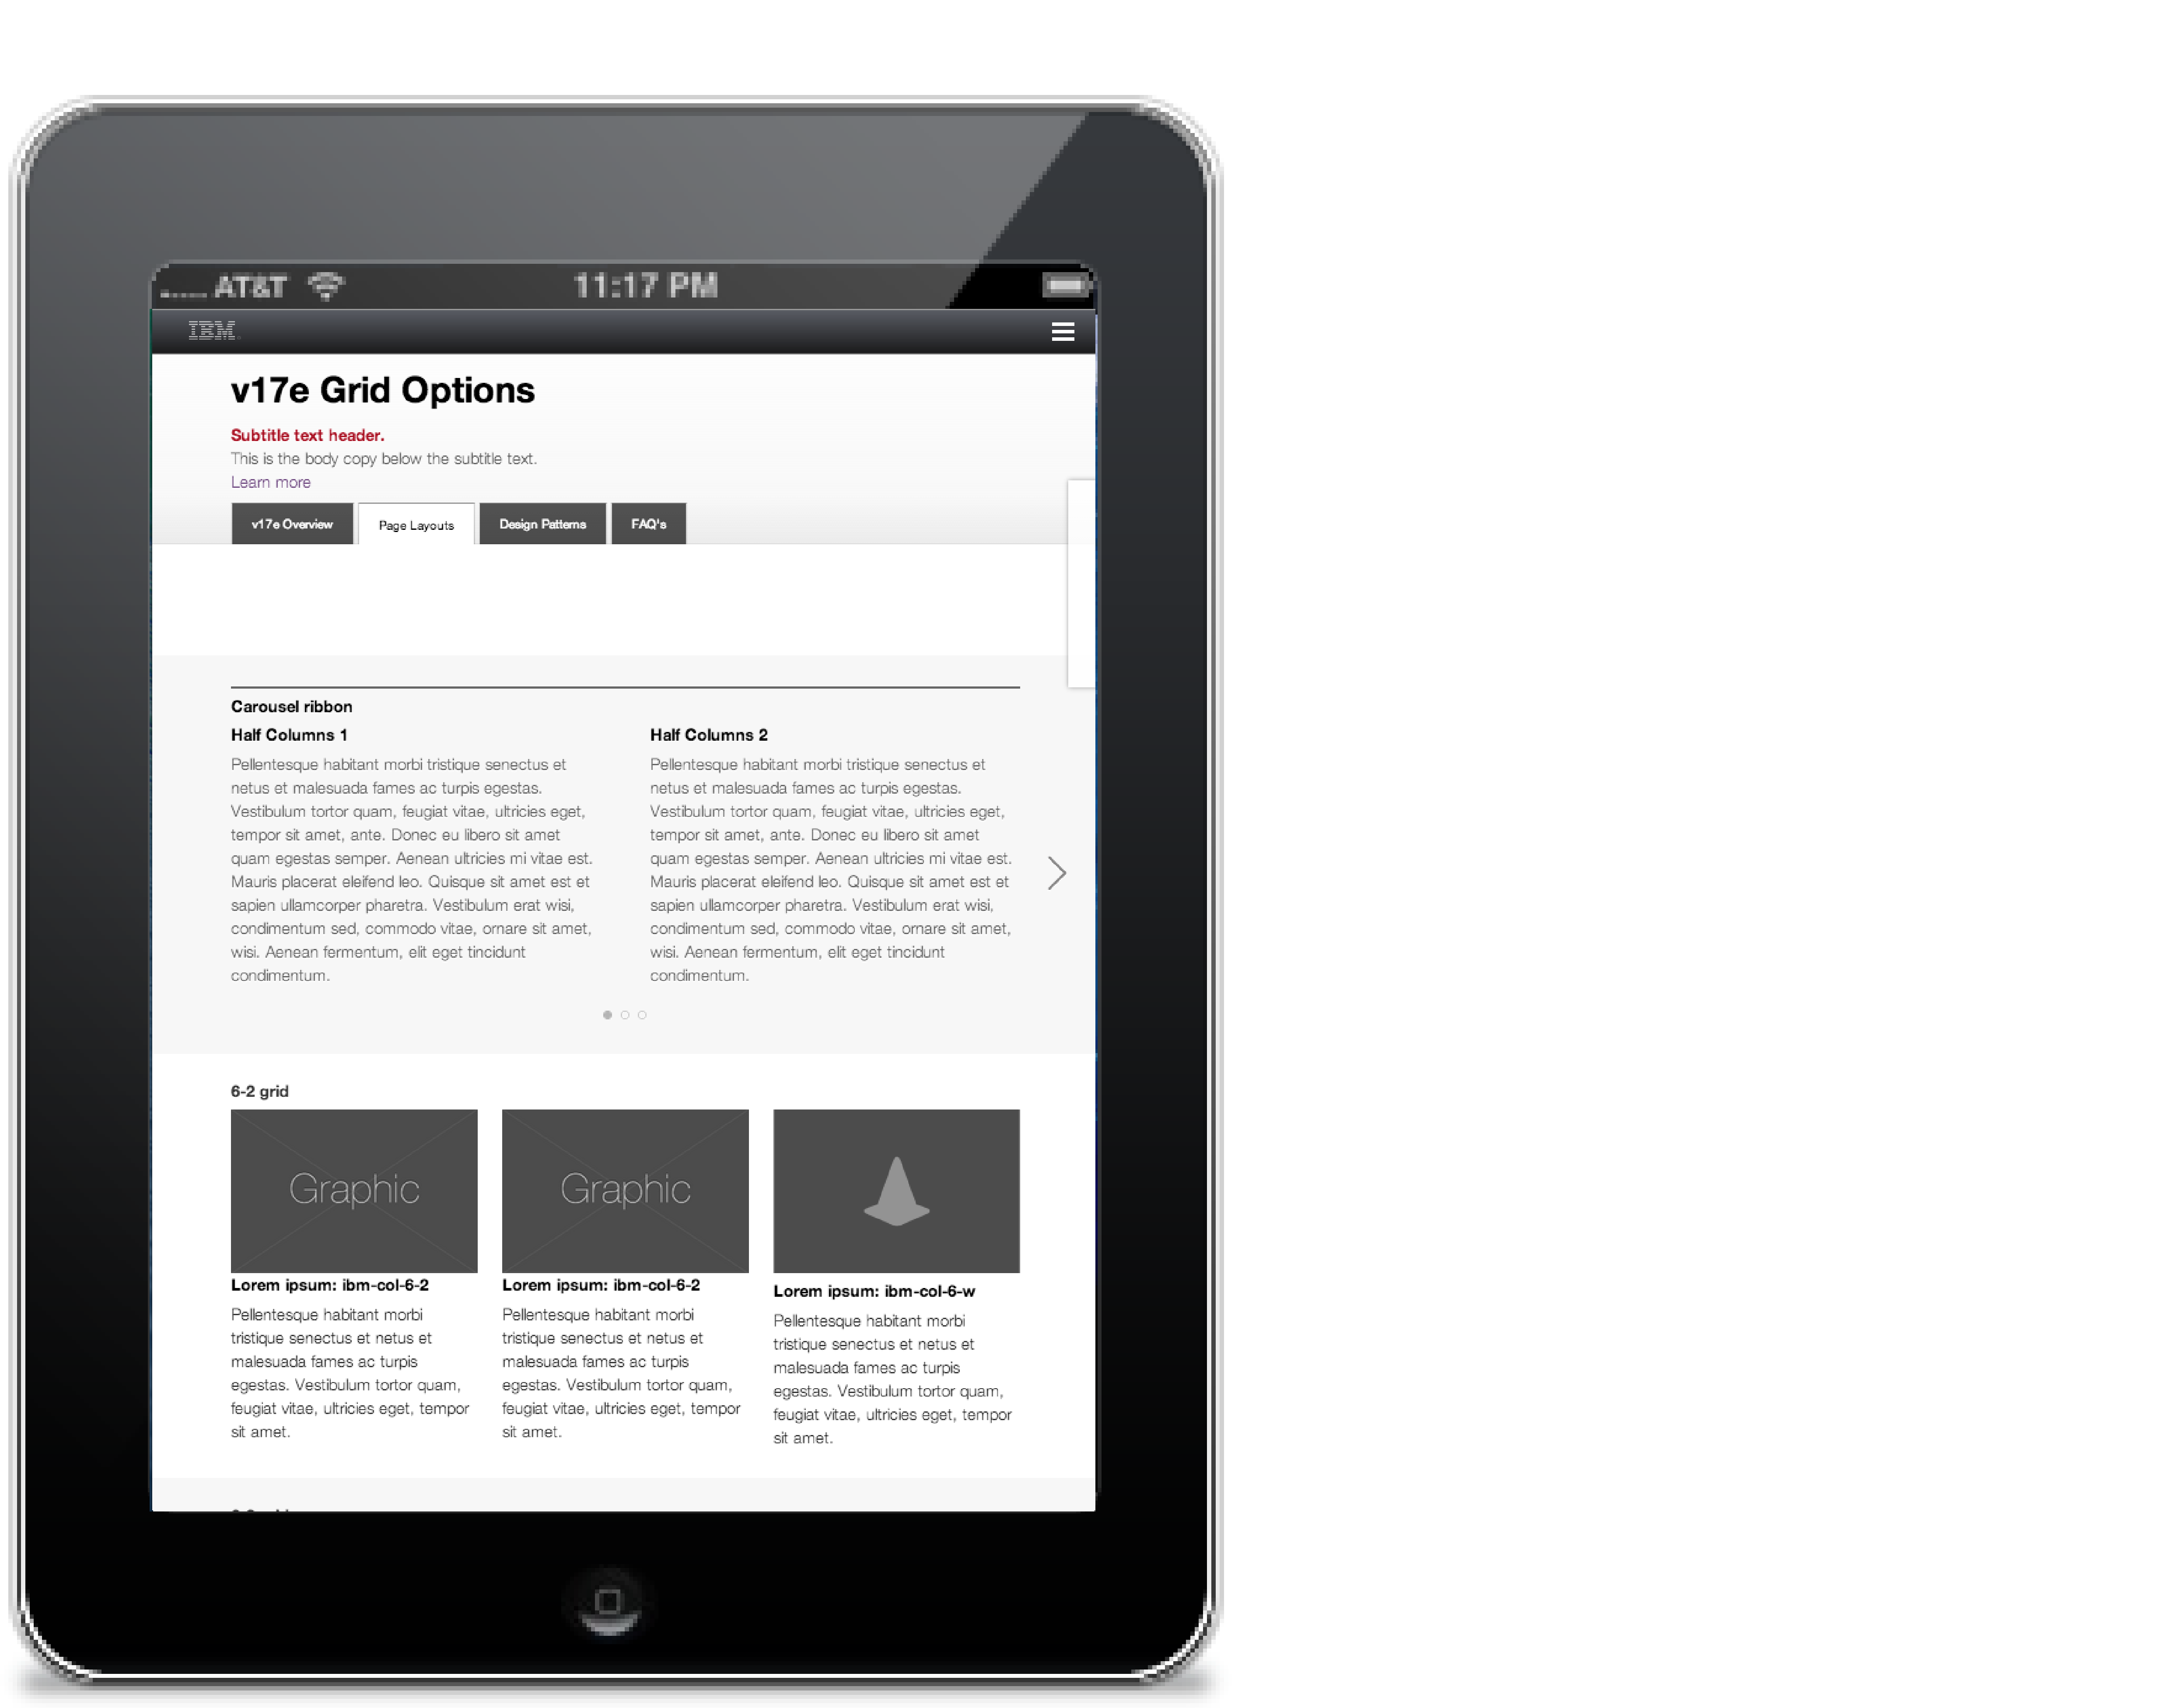 AT&T 11:17 PM
IBM
v17e Grid Options
Subtitle text header.
This is the body copy below the subtitle text.
Learn more
v17e Overview Page Layouts Design Patterns FAQ's
Carousel ribbon
Half Columns 1
Pellentesque habitant morbi tristique senectus et
netus et malesuada fames ac turpis egestas.
Vestibulum tortor quam, feugiat vitae, ultricies eget,
tempor sit amet, ante. Donec eu libero sit amet
quam egestas semper. Aenean ultricies mi vitae est.
Mauris placerat eleifend leo. Quisque sit amet est et
sapien ullamcorper pharetra. Vestibulum erat wisi,
condimentum sed, commodo vitae, ornare sit amet,
wisi. Aenean fermentum, elit eget tincidunt
condimentum.
Half Columns 2
Pellentesque habitant morbi tristique senectus et
netus et malesuada fames ac turpis egestas.
Vestibulum tortor quam, feugiat vitae, ultricies eget,
tempor sit amet, ante. Donec eu libero sit amet
quam egestas semper. Aenean ultricies mi vitae est.
Mauris placerat eleifend leo. Quisque sit amet est et
sapien ullamcorper pharetra. Vestibulum erat wisi,
condimentum sed, commodo vitae, ornare sit amet,
wisi. Aenean fermentum, elit eget tincidunt
condimentum.
6-2 grid
Graphic
Lorem ipsum: ibm-col-6-2
Pellentesque habitant morbi
tristique senectus et netus et
malesuada fames ac turpis
egestas. Vestibulum tortor quam,
feugiat vitae, ultricies eget, tempor
sit amet.
Graphic
Lorem ipsum: ibm-col-6-2
Pellentesque habitant morbi
tristique senectus et netus et
malesuada fames ac turpis
egestas. Vestibulum tortor quam,
feugiat vitae, ultricies eget, tempor
sit amet.
Lorem ipsum: ibm-col-6-w
Pellentesque habitant morbi
tristique senectus et netus et
malesuada fames ac turpis
egestas. Vestibulum tortor quam,
feugiat vitae, ultricies eget, tempor
sit amet.